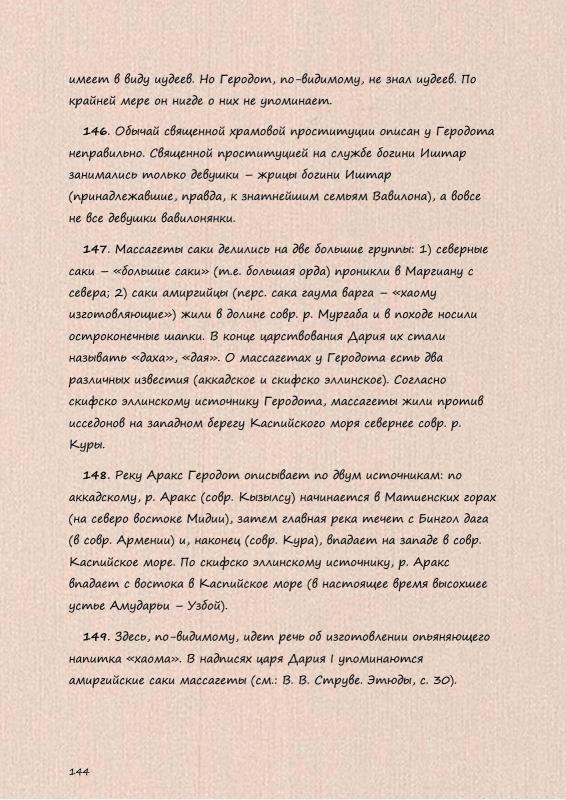 имеет в виду иудеев. Но Геродот, по-видимому, не знал иудеев. По
крайней мере он нигде о них не упоминает.
146. Обычай священной храмовой проституции описан у Геродота
неправильно. Священной проституцией на службе богини Иштар
занимались только девушки – жрицы богини Иштар
(принадлежавшие, правда, к знатнейшим семьям Вавилона), а вовсе
не все девушки вавилонянки.
147. Массагеты саки делились на две большие группы: 1) северные
саки – «большие саки» (т.е. большая орда) проникли в Маргиану с
севера; 2) саки амиргийцы (перс. сака гаума варга – «хаому
изготовляющие») жили в долине совр. р. Мургаба и в походе носили
остроконечные шапки. В конце царствования Дария их стали
называть «даха», «дая». О массагетах у Геродота есть два
различных известия (аккадское и скифско эллинское). Согласно
скифско эллинскому источнику Геродота, массагеты жили против
исседонов на западном берегу Каспийского моря севернее совр. р.
Куры.
148. Реку Аракс Геродот описывает по двум источникам: по
аккадскому, р. Аракс (совр. Кызылсу) начинается в Матиенских горах
(на северо востоке Мидии), затем главная река течет с Бингол дага
(в совр. Армении) и, наконец (совр. Кура), впадает на западе в совр.
Каспийское море. По скифско эллинскому источнику, р. Аракс
впадает с востока в Каспийское море (в настоящее время высохшее
устье Амударьи – Узбой).
149. Здесь, по-видимому, идет речь об изготовлении опьяняющего
напитка «хаома». В надписях царя Дария I упоминаются
амиргийские саки массагеты (см.: В. В. Струве. Этюды, с. 30).
144